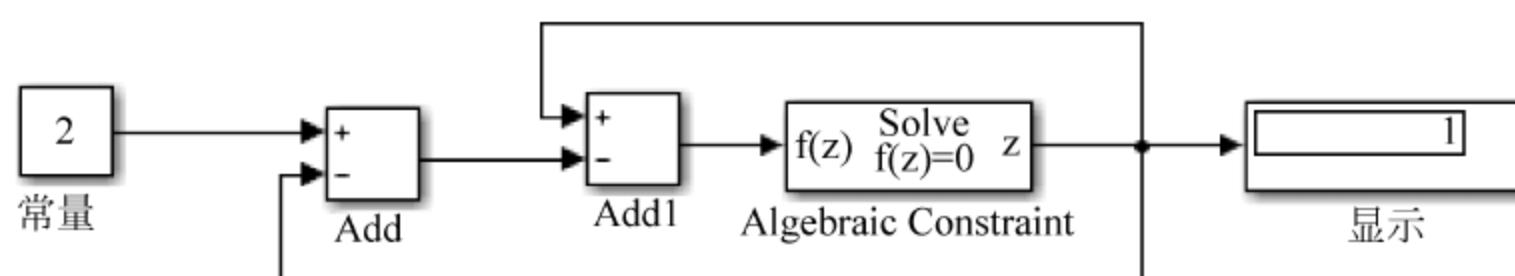 2
常量
+
−
Add
+
−
Add1
f(z)
Solve
f(z)=0
z
Algebraic Constraint
1
显示